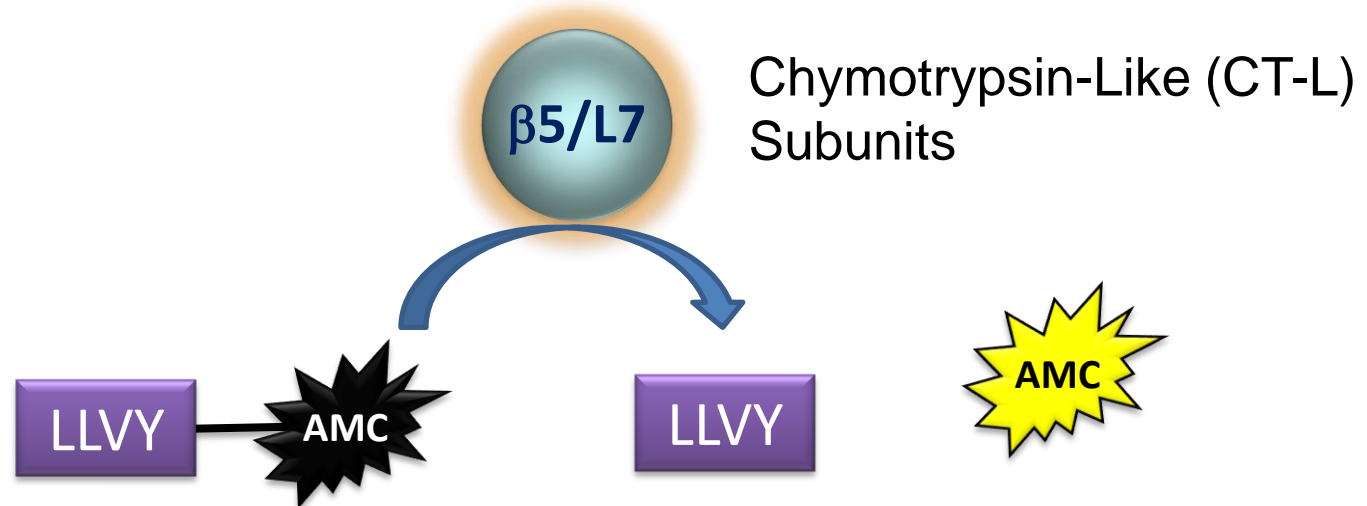 β5/L7
Chymotrypsin-Like (CT-L)
Subunits
LLVY
AMC
LLVY
AMC